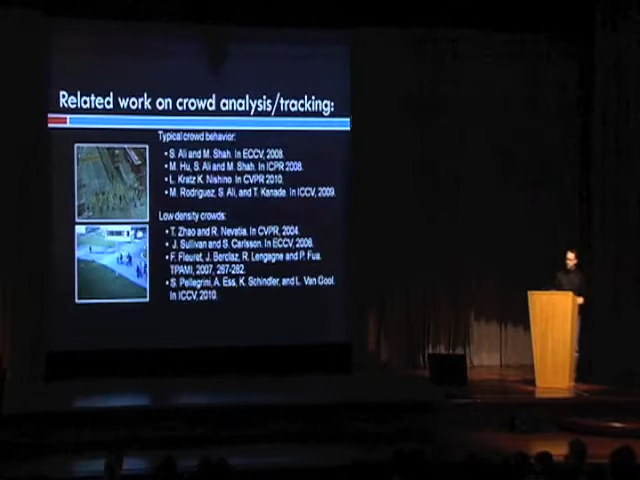 Related work on crowd analysis/tracking:
Typical crowd behavior:
• S. Ali and M. Shah. In ECCV, 2008.
• M. Hu, S. Ali and M. Shah. In ICPR 2008.
• L. Kratz K. Nishino. In CVPR 2010.
• M. Rodriguez, S. Ali, and T. Kanade. In ICCV, 2009.
Low density crowds:
• T. Zhao and R. Nevatia. In CVPR, 2004.
• J. Sullivan and S. Carlsson. In ECCV, 2006.
• F. Fleuret, J. Berclaz, R. Lengagne and P. Fua.
TPAMI, 2007, 267-282.
• S. Pellegrini, A. Ess, K. Schindler, and L. Van Gool.
In ICCV, 2010.